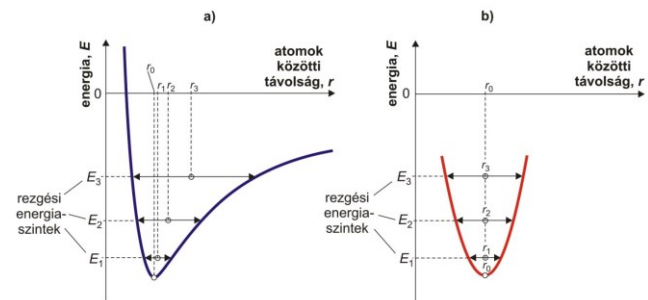 a)
energia, E
atomok
közötti
távolság, r
r0
r1 r2 r3
0
rezgési
energia-
szintek
E3
E2
E1
b)
energia, E
atomok
közötti
távolság, r
r0
0
rezgési
energia-
szintek
E3
E2
E1
r3
r2
r1
r0